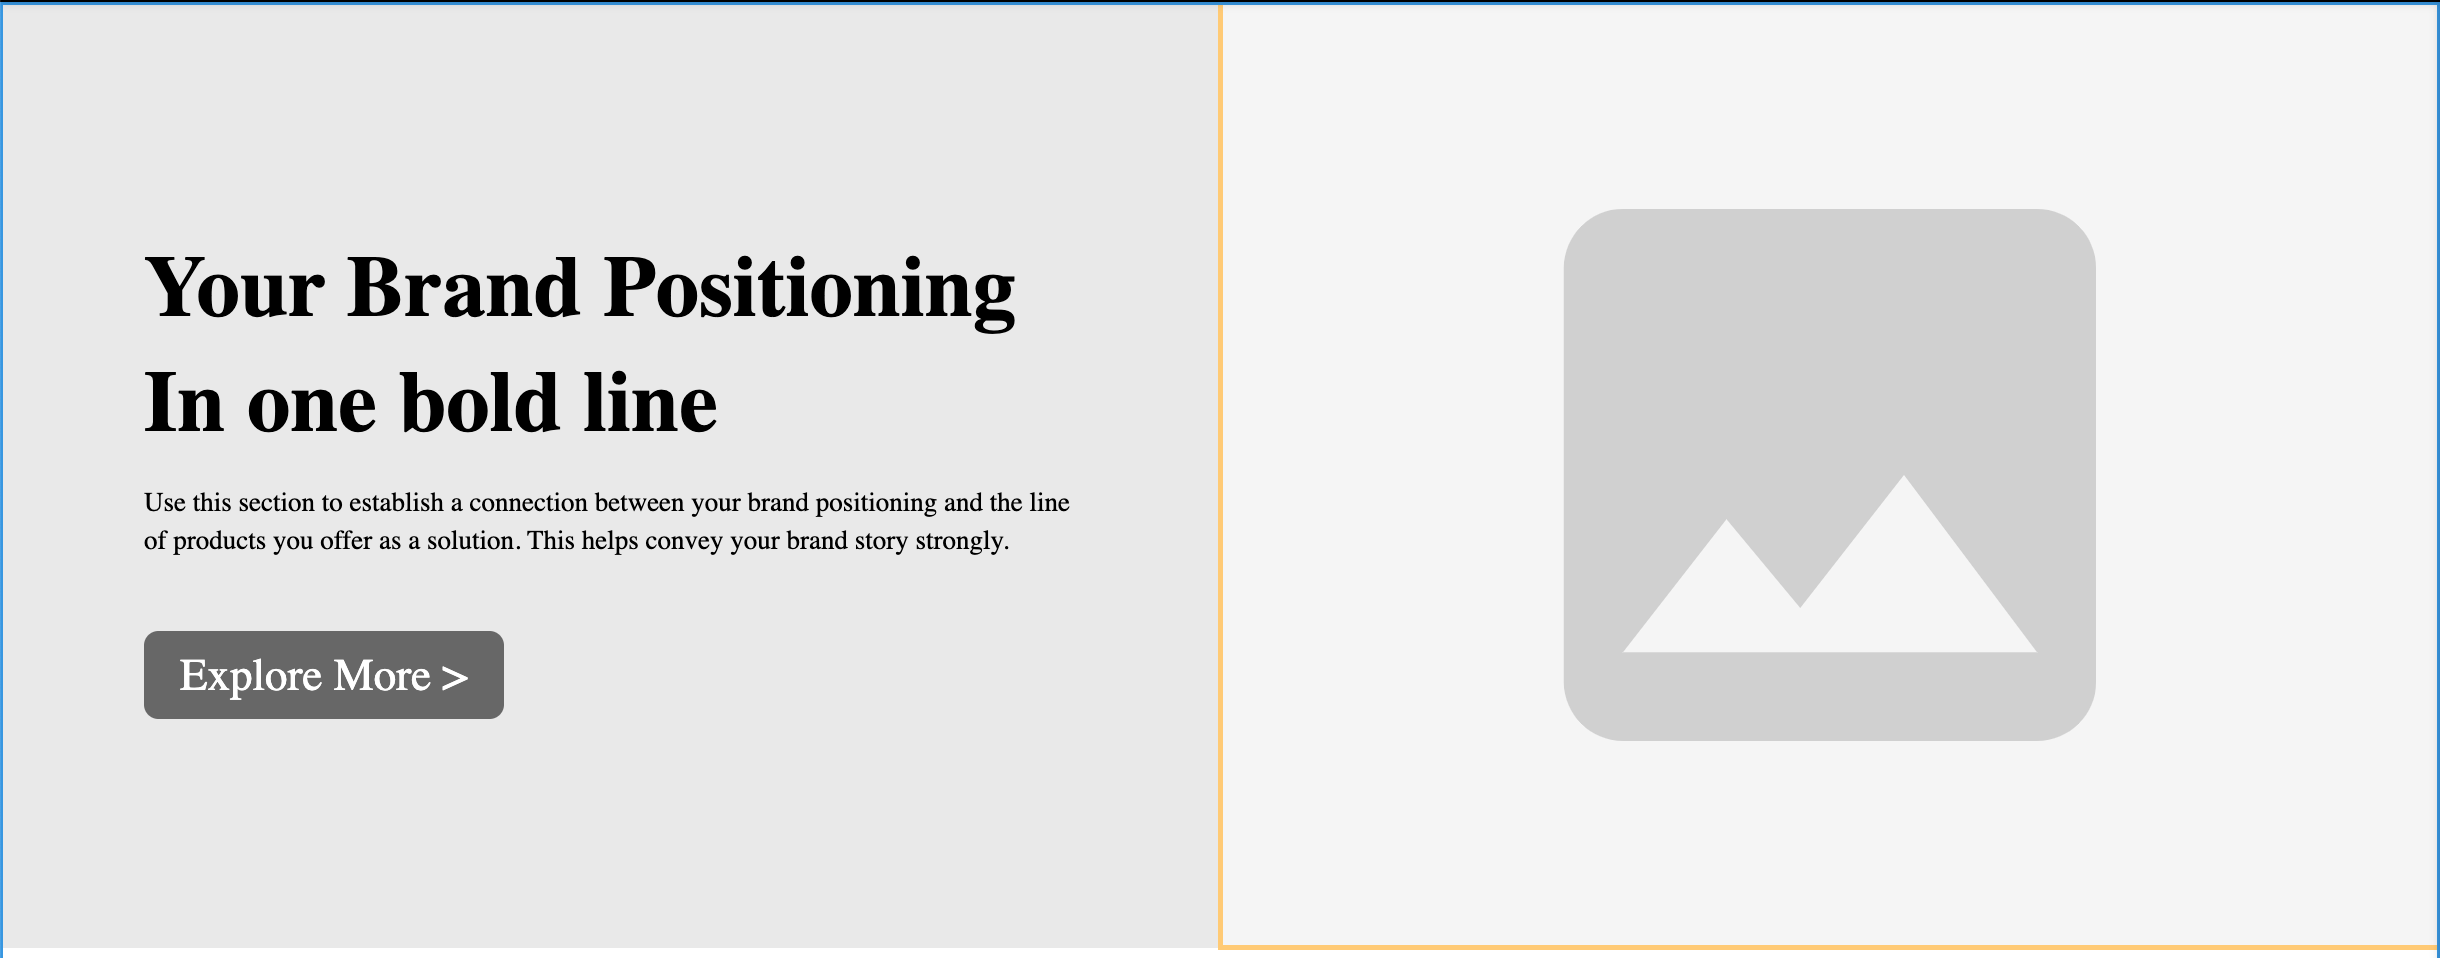 Your Brand Positioning
In one bold line
Use this section to establish a connection between your brand positioning and the line
of products you offer as a solution. This helps convey your brand story strongly.
Explore More >